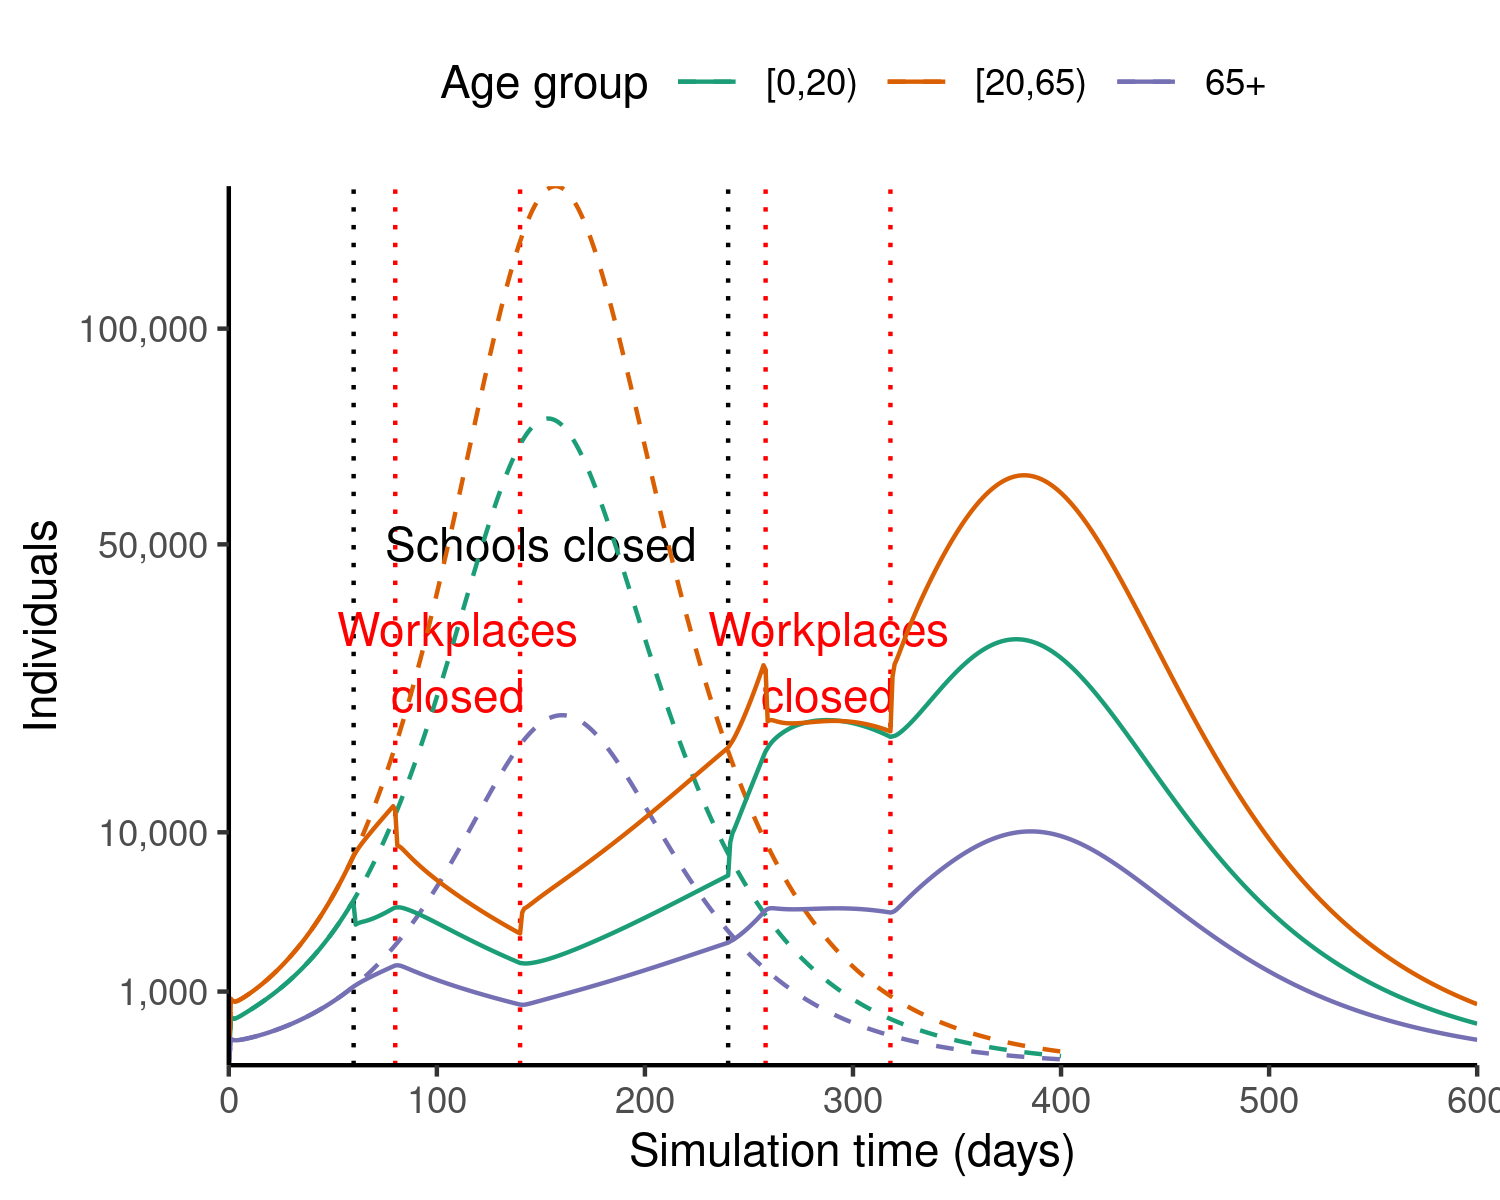 Age group [0,20) [20,65) 65+
100,000
50,000
10,000
1,000
Individuals
Schools closed
Workplaces
closed
Workplaces
closed
0 100 200 300 400 500 600
Simulation time (days)